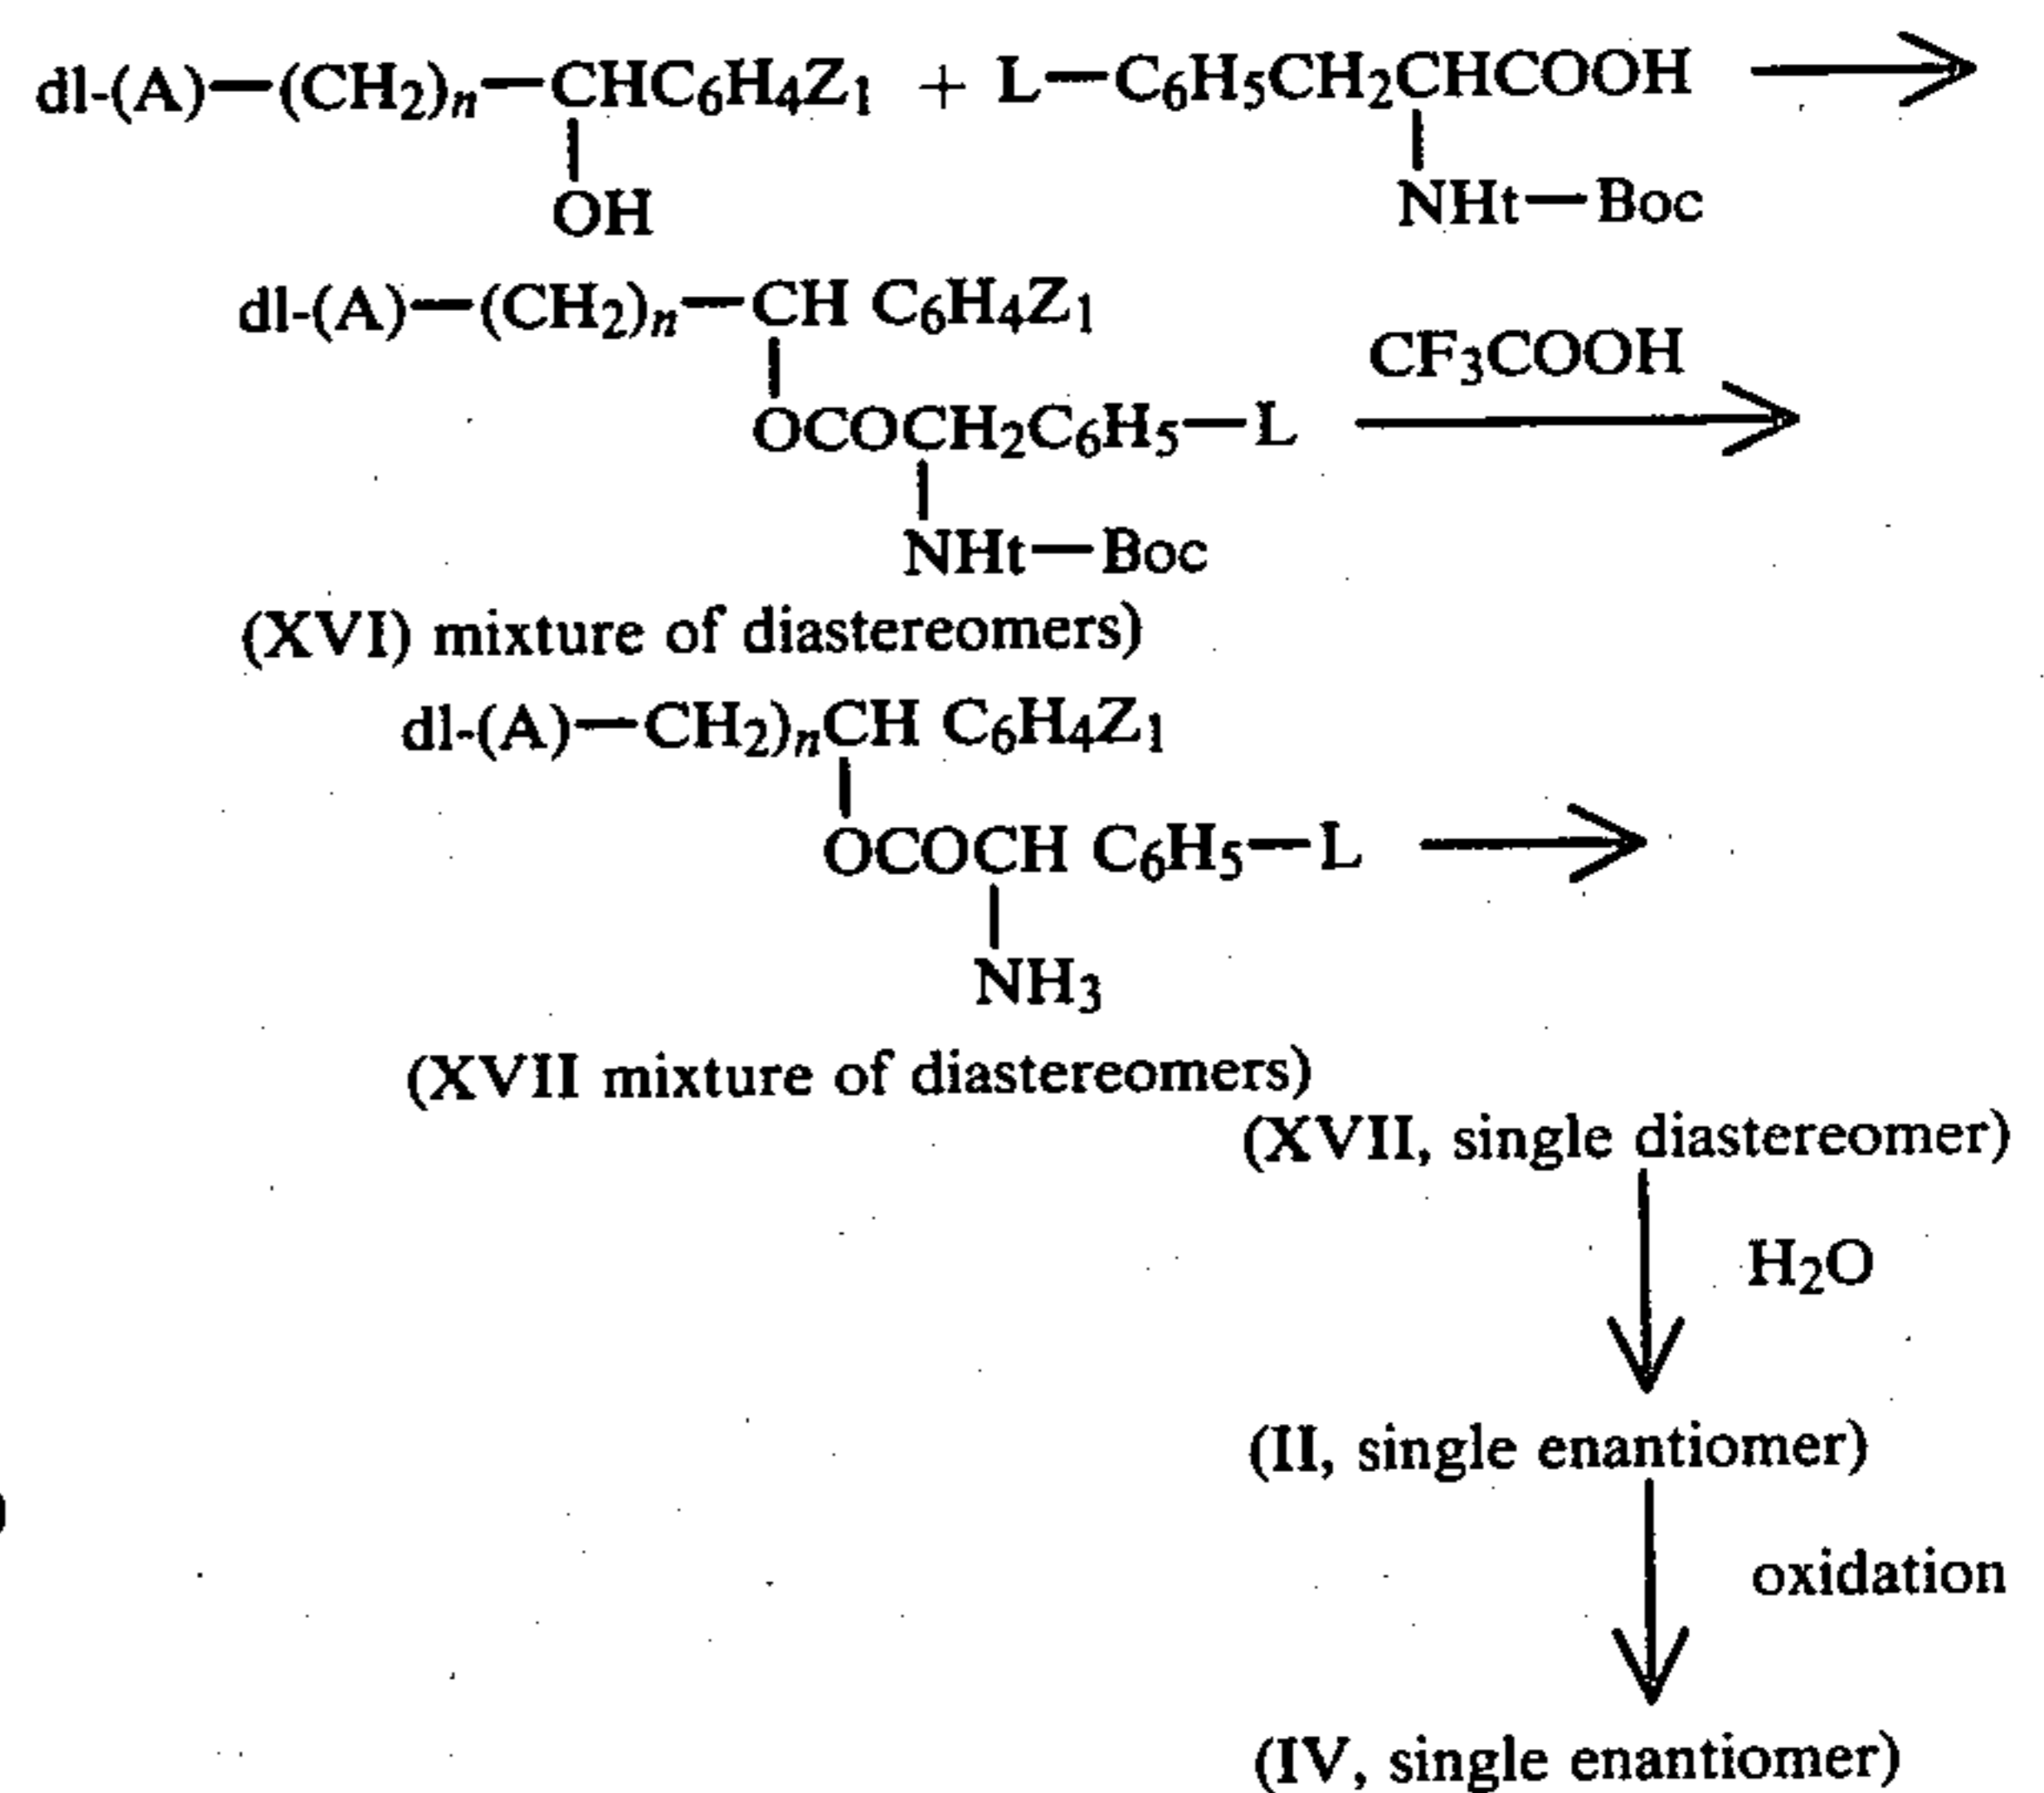 dl-(A)—(CH2)n—CHC6H4Z1 + L—C6H5CH2CHCOOH
OH
NHt—Boc
dl-(A)—(CH2)n—CH C6H4Z1
CF3COOH
OCOCH2C6H5—L
NHt—Boc
(XVI) mixture of diastereomers)
dl-(A)—CH2)nCH C6H4Z1
OCOCH C6H5—L
NH3
(XVII mixture of diastereomers)
(XVII, single diastereomer)
H2O
(II, single enantiomer)
)
oxidation
(IV, single enantiomer)